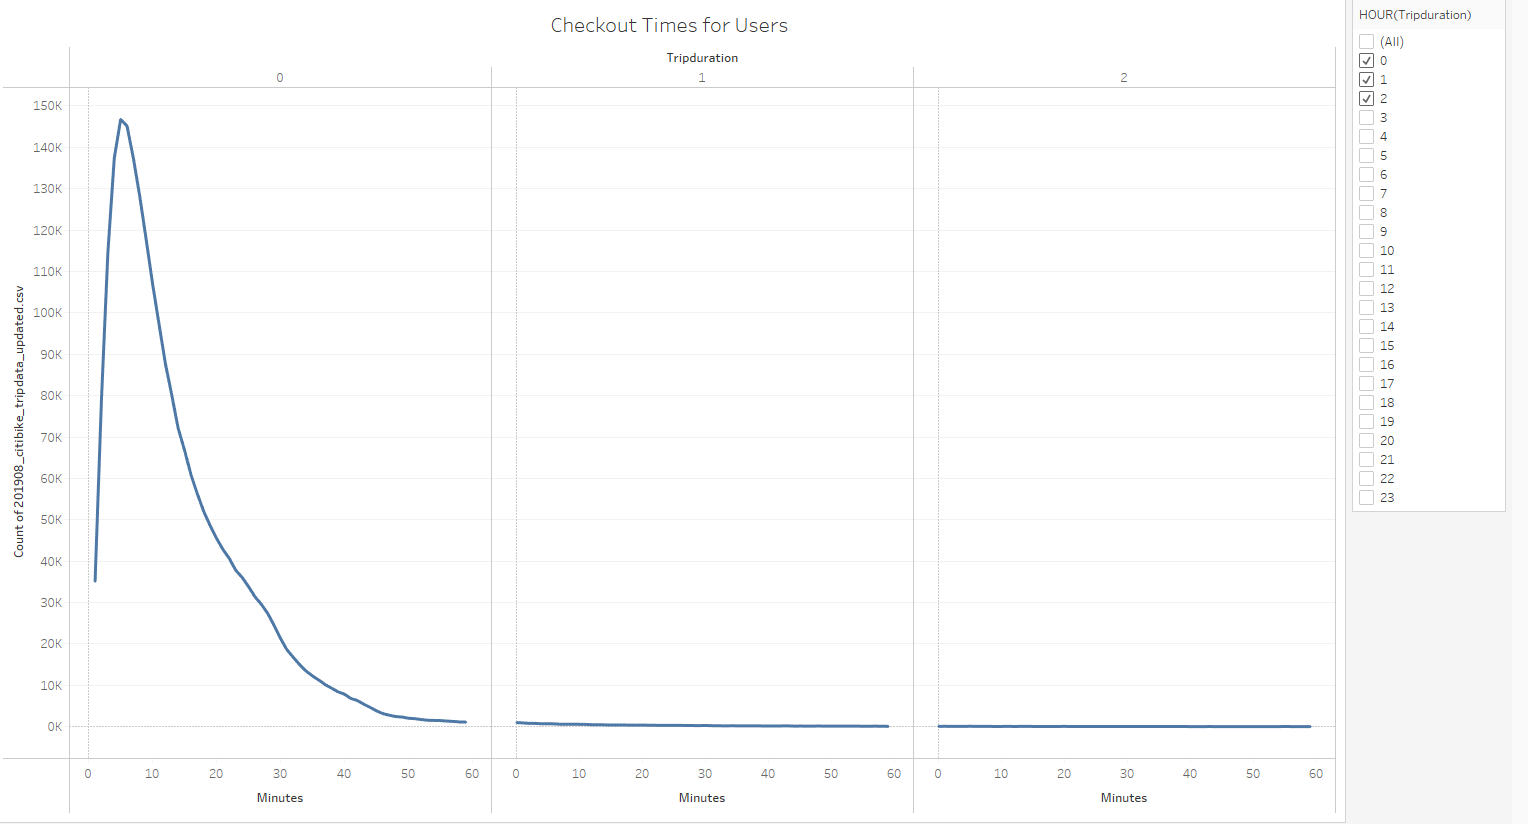 Checkout Times for Users
Tripduration
0 1 2
Count of 201908_citibike_tripdata_updated.csv
150K
140K
130K
120K
110K
100K
90K
80K
70K
60K
50K
40K
30K
20K
10K
0K
0 10 20 30 40 50 60 0 10 20 30 40 50 60 0 10 20 30 40 50 60
Minutes Minutes Minutes
HOUR(Tripduration)
(All)
0
1
2
3
4
5
6
7
8
9
10
11
12
13
14
15
16
17
18
19
20
21
22
23